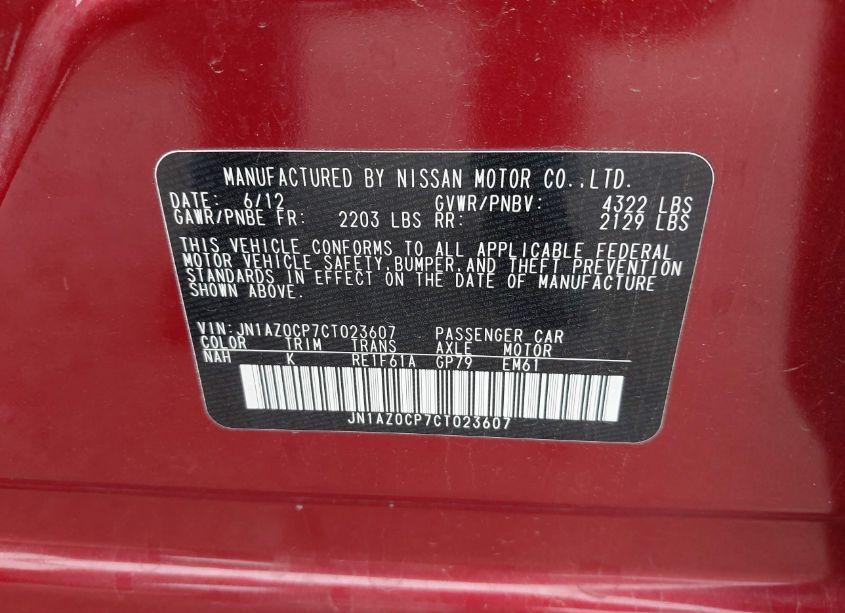 MANUFACTURED BY NISSAN MOTOR CO.,LTD.
DATE: 6/12 GVWR/PNBV: 4322 LBS
GAWR/PNBE FR: 2203 LBS RR: 2129 LBS
THIS VEHICLE CONFORMS TO ALL APPLICABLE FEDERAL
MOTOR VEHICLE SAFETY,BUMPER,AND THEFT PREVENTION
STANDARDS IN EFFECT ON THE DATE OF MANUFACTURE
SHOWN ABOVE.
VIN:JN1AZ0CP7CT023607 PASSENGER CAR
COLOR TRIM TRANS AXLE MOTOR
NAH K RE1F61A GP79 EM61
JN1AZ0CP7CT023607